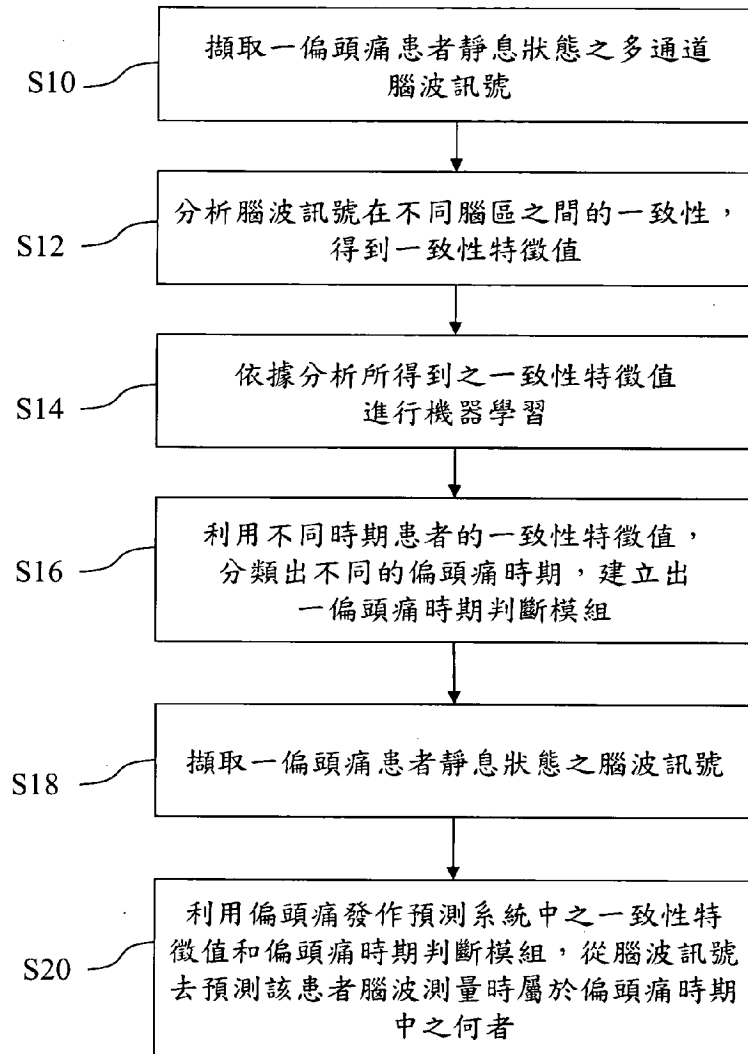 S10
擷取一偏頭痛患者靜息狀態之多通道
腦波訊號
S12
分析腦波訊號在不同腦區之間的一致性，
得到一致性特徵值
S14
依據分析所得到之一致性特徵值
進行機器學習
S16
利用不同時期患者的一致性特徵值，
分類出不同的偏頭痛時期，建立出
一偏頭痛時期判斷模組
S18
擷取一偏頭痛患者靜息狀態之腦波訊號
S20
利用偏頭痛發作預測系統中之一致性特
徵值和偏頭痛時期判斷模組，從腦波訊號
去預測該患者腦波測量時屬於偏頭痛時期
中之何者